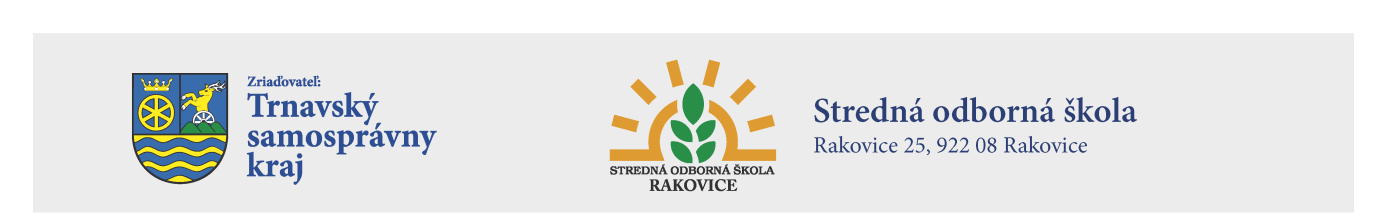 Zriaďovateľ:
Trnavský
samosprávny
kraj
STREDNÁ ODBORNÁ ŠKOLA
RAKOVICE
Stredná odborná škola
Rakovice 25, 922 08 Rakovice